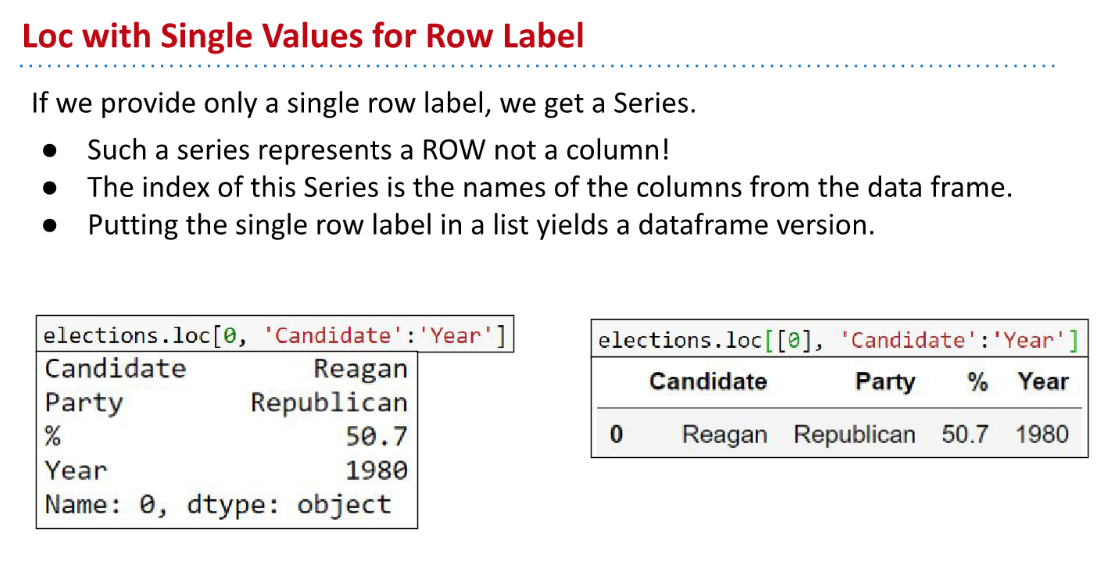 Loc with Single Values for Row Label
If we provide only a single row label, we get a Series.
● Such a series represents a ROW not a column!
● The index of this Series is the names of the columns from the data frame.
● Putting the single row label in a list yields a dataframe version.
elections.loc[0, 'Candidate':'Year']
Candidate Reagan
Party Republican
% 50.7
Year 1980
Name: 0, dtype: object
elections.loc[[0], 'Candidate':'Year']
Candidate Party % Year
0 Reagan Republican 50.7 1980